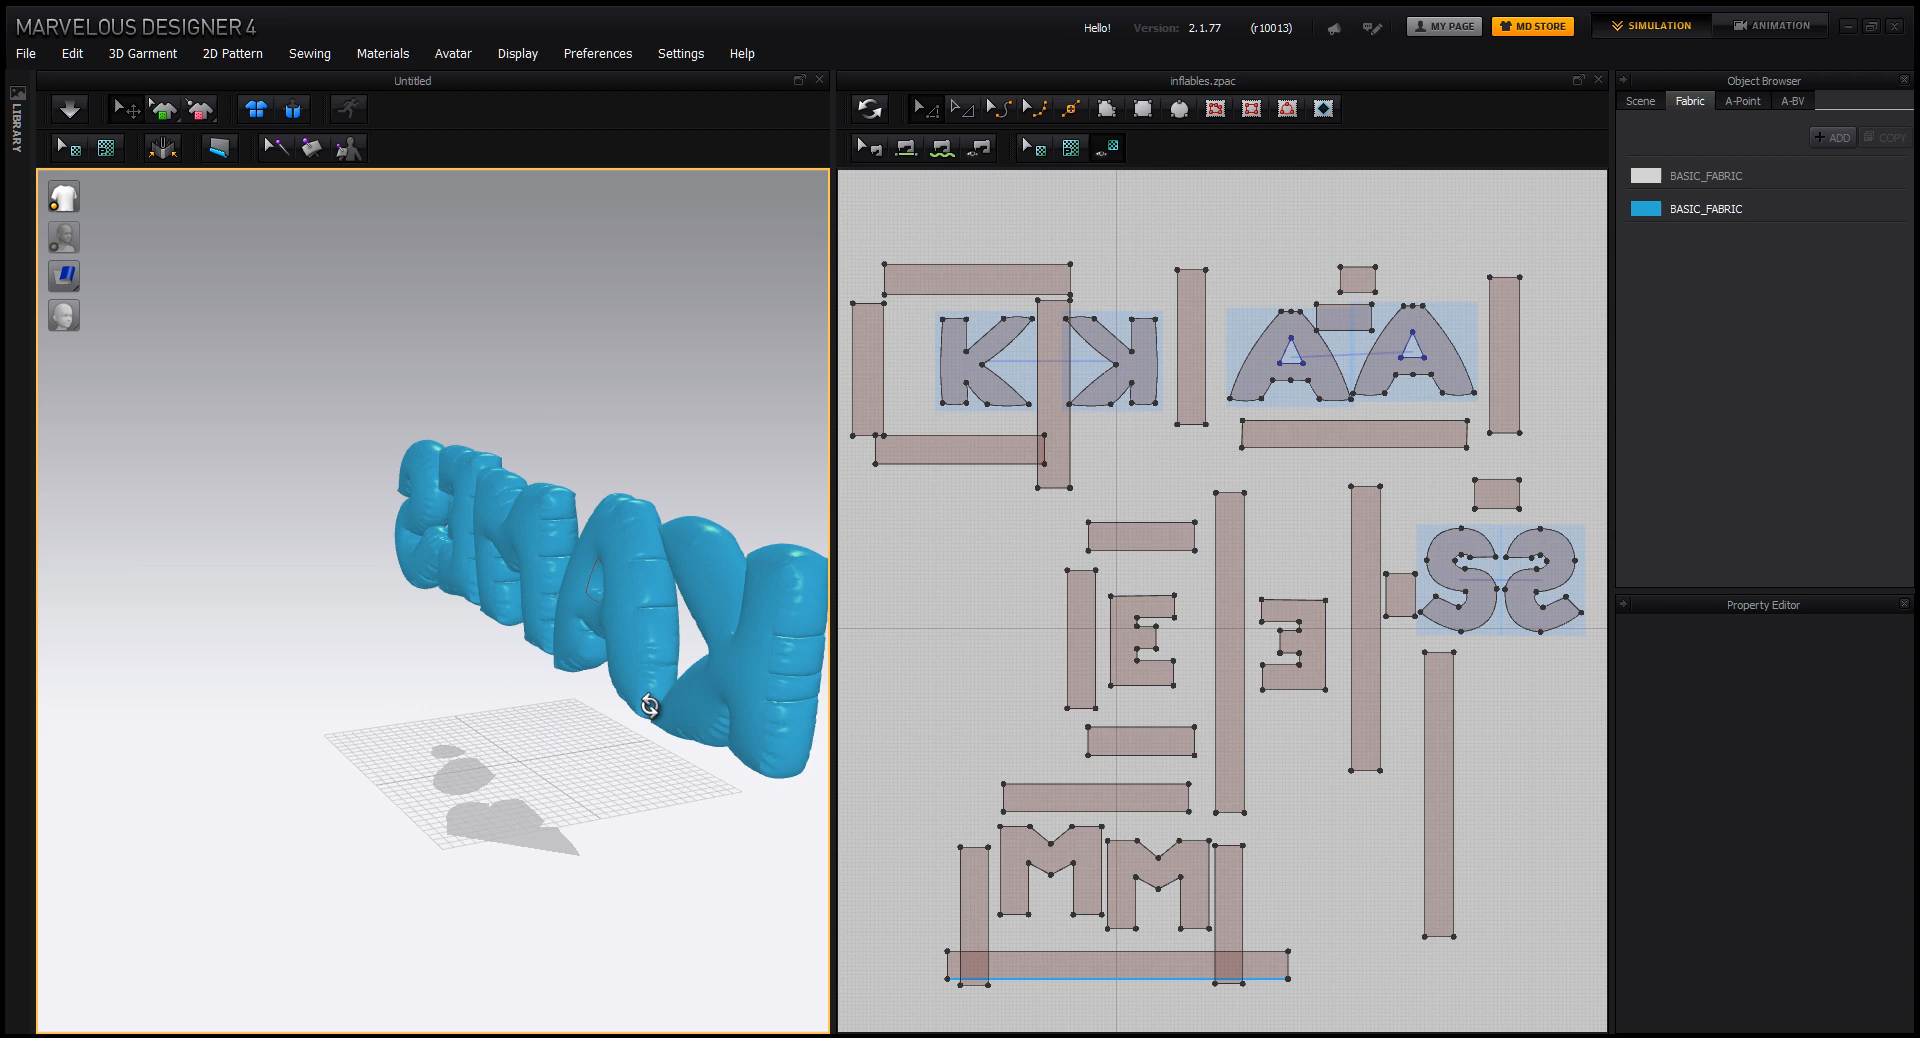 MARVELOUS DESIGNER 4
Hello! Version: 2.1.77 (r10013) MY PAGE MD STORE SIMULATION ANIMATION
File Edit 3D Garment 2D Pattern Sewing Materials Avatar Display Preferences Settings Help
LIBRARY
Untitled
inflables.zpac
K K A A
E E S S
M M
Object Browser
Scene Fabric A-Point A-BV
+ ADD COPY
BASIC_FABRIC
BASIC_FABRIC
Property Editor